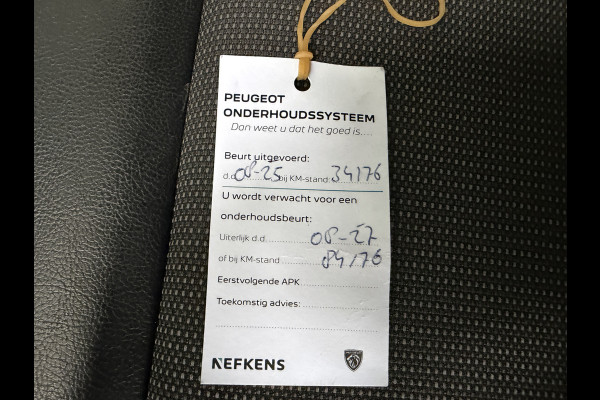 PEUGEOT
ONDERHOUDSSYSTEEM
Dan weet u dat het goed is....
Beurt uitgevoerd:
d.d. 08-25 bij KM-stand: 34176
U wordt verwacht voor een
onderhoudsbeurt:
Uiterlijk d.d. 08-27
of bij KM-stand 84176
Eerstvolgende APK
Toekomstig advies:
NEFKENS